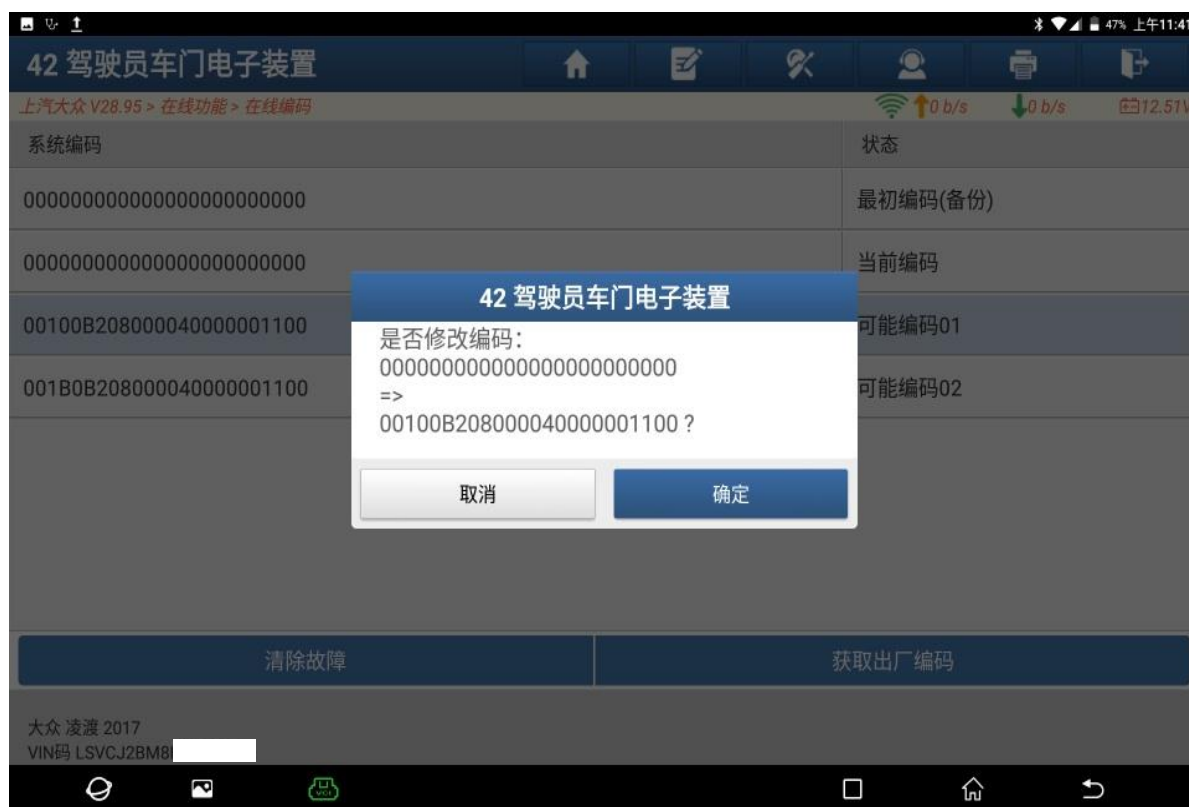 47% 上午11:41
42 驾驶员车门电子装置
上汽大众 V28.95 > 在线功能 > 在线编码
0 b/s 0 b/s 12.51V
系统编码 状态
000000000000000000000000 最初编码(备份)
000000000000000000000000 当前编码
00100B208000040000001100 可能编码01
001B0B208000040000001100 可能编码02
42 驾驶员车门电子装置
是否修改编码:
000000000000000000000000
=>
00100B208000040000001100 ?
取消 确定
清除故障 获取出厂编码
大众 凌渡 2017
VIN码 LSVCJ2BM8
VCI